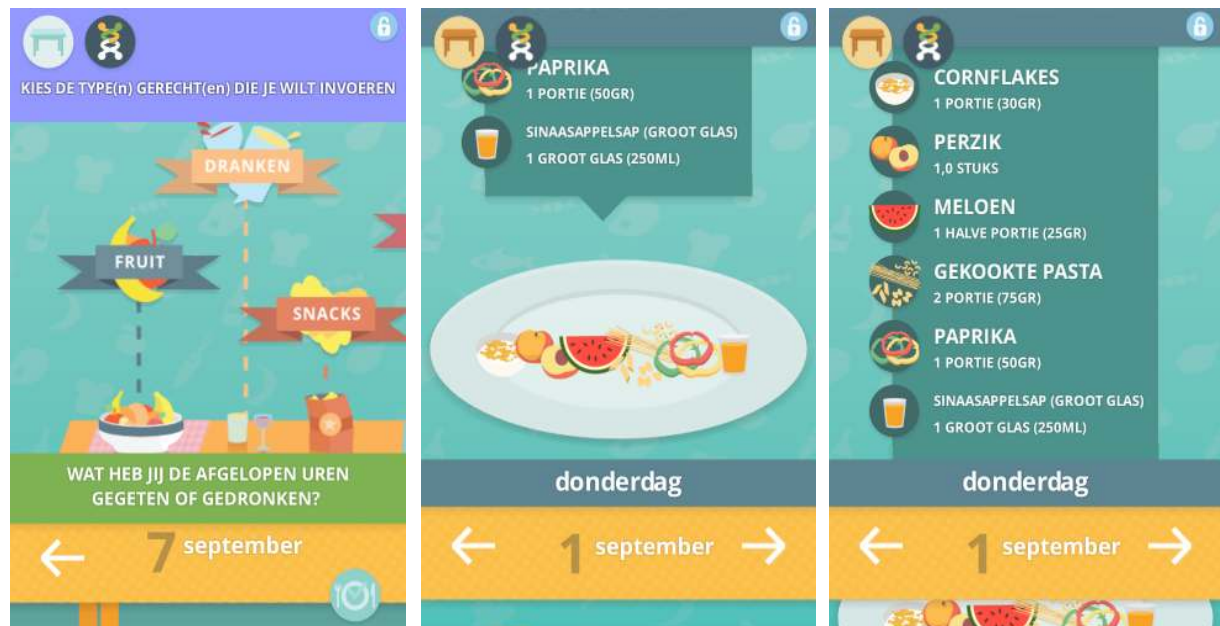 KIES DE TYPE(n) GERECHT(en) DIE JE WILT INVOEREN
DRANKEN
FRUIT
SNACKS
WAT HEB JIJ DE AFGELOPEN UREN
GEGETEN OF GEDRONKEN?
7 september
PAPRIKA
1 PORTIE (50GR)
SINAASAPPELSAP (GROOT GLAS)
1 GROOT GLAS (250ML)
donderdag
1 september
CORNFLAKES
1 PORTIE (30GR)
PERZIK
1,0 STUKS
MELOEN
1 HALVE PORTIE (25GR)
GEKOOKTE PASTA
2 PORTIE (75GR)
PAPRIKA
1 PORTIE (50GR)
SINAASAPPELSAP (GROOT GLAS)
1 GROOT GLAS (250ML)
donderdag
1 september